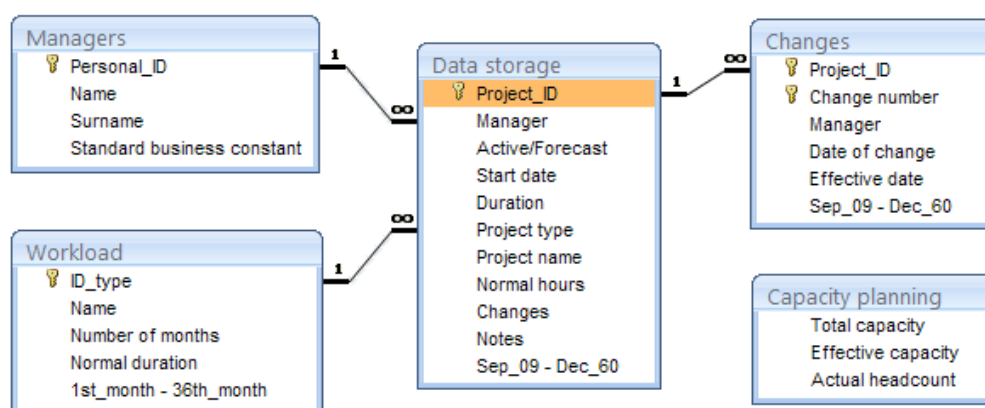 Managers
Personal_ID
Name
Surname
Standard business constant
1
∞
Workload
ID_type
Name
Number of months
Normal duration
1st_month - 36th_month
1
∞
Data storage
Project_ID
Manager
Active/Forecast
Start date
Duration
Project type
Project name
Normal hours
Changes
Notes
Sep_09 - Dec_60
1
∞
Changes
Project_ID
Change number
Manager
Date of change
Effective date
Sep_09 - Dec_60
Capacity planning
Total capacity
Effective capacity
Actual headcount